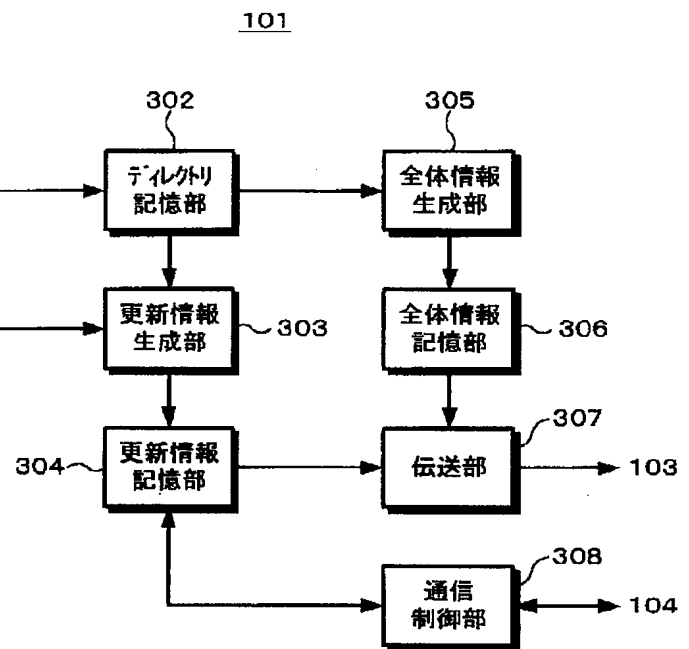 101
302
305
ディレクトリ
記憶部
全体情報
生成部
更新情報
生成部
303
全体情報
記憶部
306
304
更新情報
記憶部
307
伝送部
103
308
通信
制御部
104